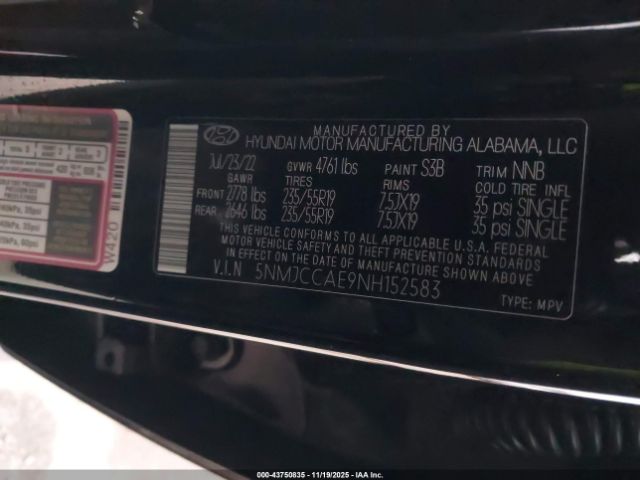 MANUFACTURED BY
HYUNDAI MOTOR MANUFACTURING ALABAMA, LLC
Jul/23/22 GVWR 4761 lbs PAINT S3B TRIM NNB
GAWR TIRES RIMS COLD TIRE INFL
FRONT 2778 lbs 235/55R19 7.5JX19 35 psi SINGLE
REAR 2646 lbs 235/55R19 7.5JX19 35 psi SINGLE
THIS VEHICLE CONFORMS TO ALL APPLICABLE U.S.A. FEDERAL
MOTOR VEHICLE SAFETY AND THEFT PREVENTION STANDARDS
IN EFFECT ON THE DATE OF MANUFACTURE SHOWN ABOVE.
V.I.N 5NMJCCAE9NH152583
TYPE: MPV
W420
000-43750835 - 11/19/2025 - IAA Inc.